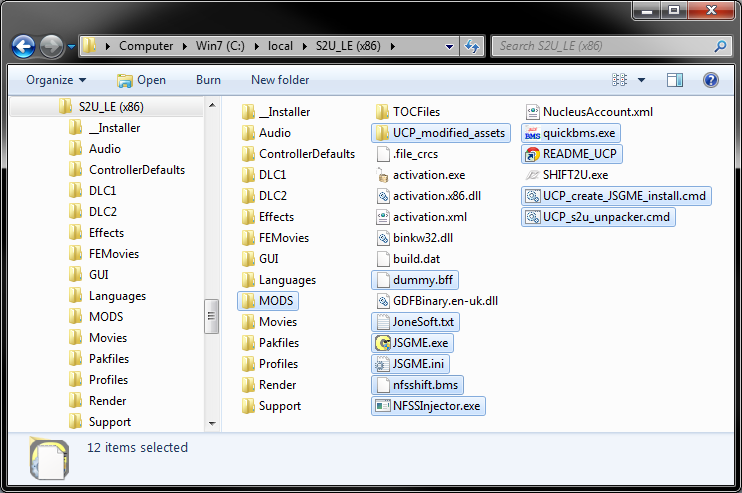 Computer Win7 (C:) local S2U_LE (x86)
Search S2U_LE (x86)
Organize Open Burn New folder
S2U_LE (x86)
__Installer
Audio
ControllerDefaults
DLC1
DLC2
Effects
FEMovies
GUI
Languages
MODS
Movies
Pakfiles
Profiles
Render
Support
__Installer
Audio
ControllerDefaults
DLC1
DLC2
Effects
FEMovies
GUI
Languages
MODS
Movies
Pakfiles
Profiles
Render
Support
TOCFiles
UCP_modified_assets
.file_crcs
activation.exe
activation.x86.dll
activation.xml
binkw32.dll
build.dat
dummy.bff
GDFBinary.en-uk.dll
JoneSoft.txt
JSGME.exe
JSGME.ini
nfsshift.bms
NFSSInjector.exe
NucleusAccount.xml
BMS
quickbms.exe
README_UCP
SHIFT2U.exe
UCP_create_JSGME_install.cmd
UCP_s2u_unpacker.cmd
12 items selected